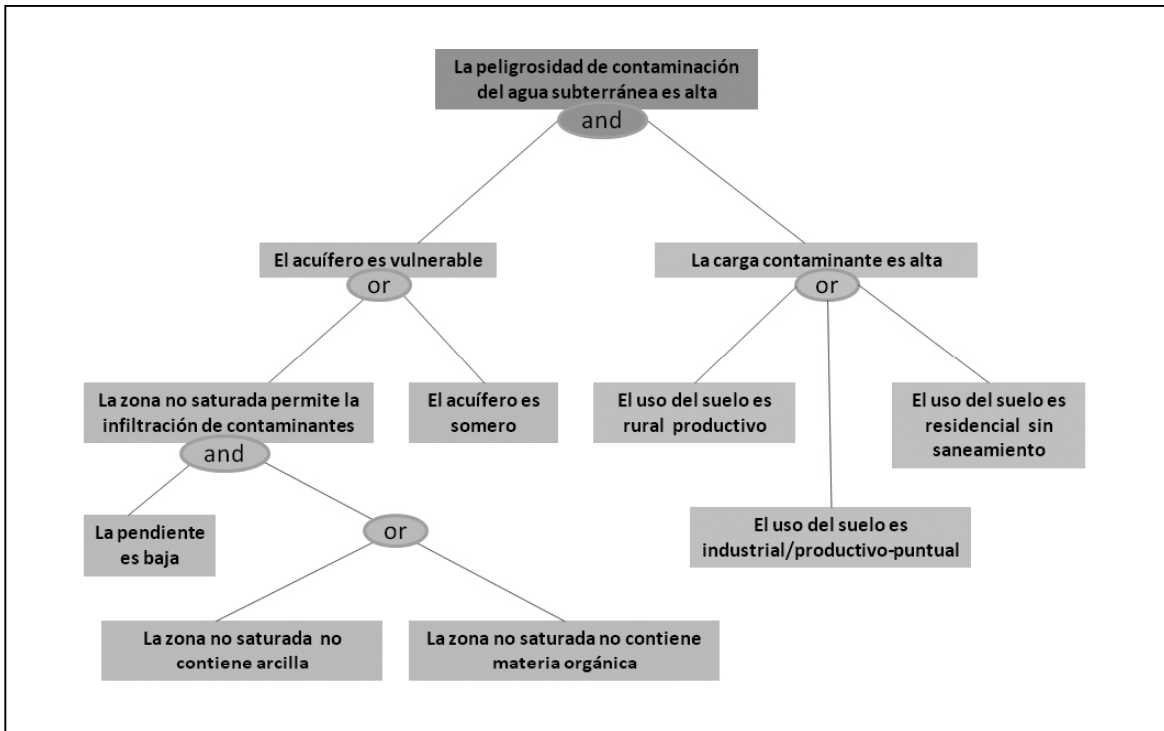 La peligrosidad de contaminación
del agua subterránea es alta
and
El acuífero es vulnerable
or
La carga contaminante es alta
or
La zona no saturada permite la
infiltración de contaminantes
and
El acuífero es
somero
El uso del suelo es
rural productivo
El uso del suelo es
residencial sin
saneamiento
La pendiente
es baja
or
El uso del suelo es
industrial/productivo-puntual
La zona no saturada no
contiene arcilla
La zona no saturada no contiene
materia orgánica